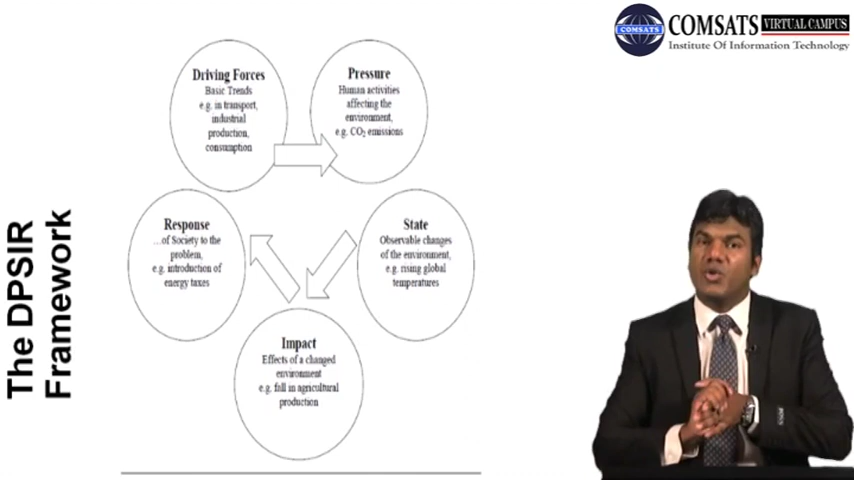 The DPSIR
Framework
Driving Forces
Basic Trends
e.g. in transport,
industrial
production,
consumption
Pressure
Human activities
affecting the
environment,
e.g. CO₂ emissions
Response
…of Society to the
problem,
e.g. introduction of
energy taxes
State
Observable changes
of the environment,
e.g. rising global
temperatures
Impact
Effects of a changed
environment
e.g. fall in agricultural
production
COMSATS
COMSATS VIRTUAL CAMPUS
Institute Of Information Technology